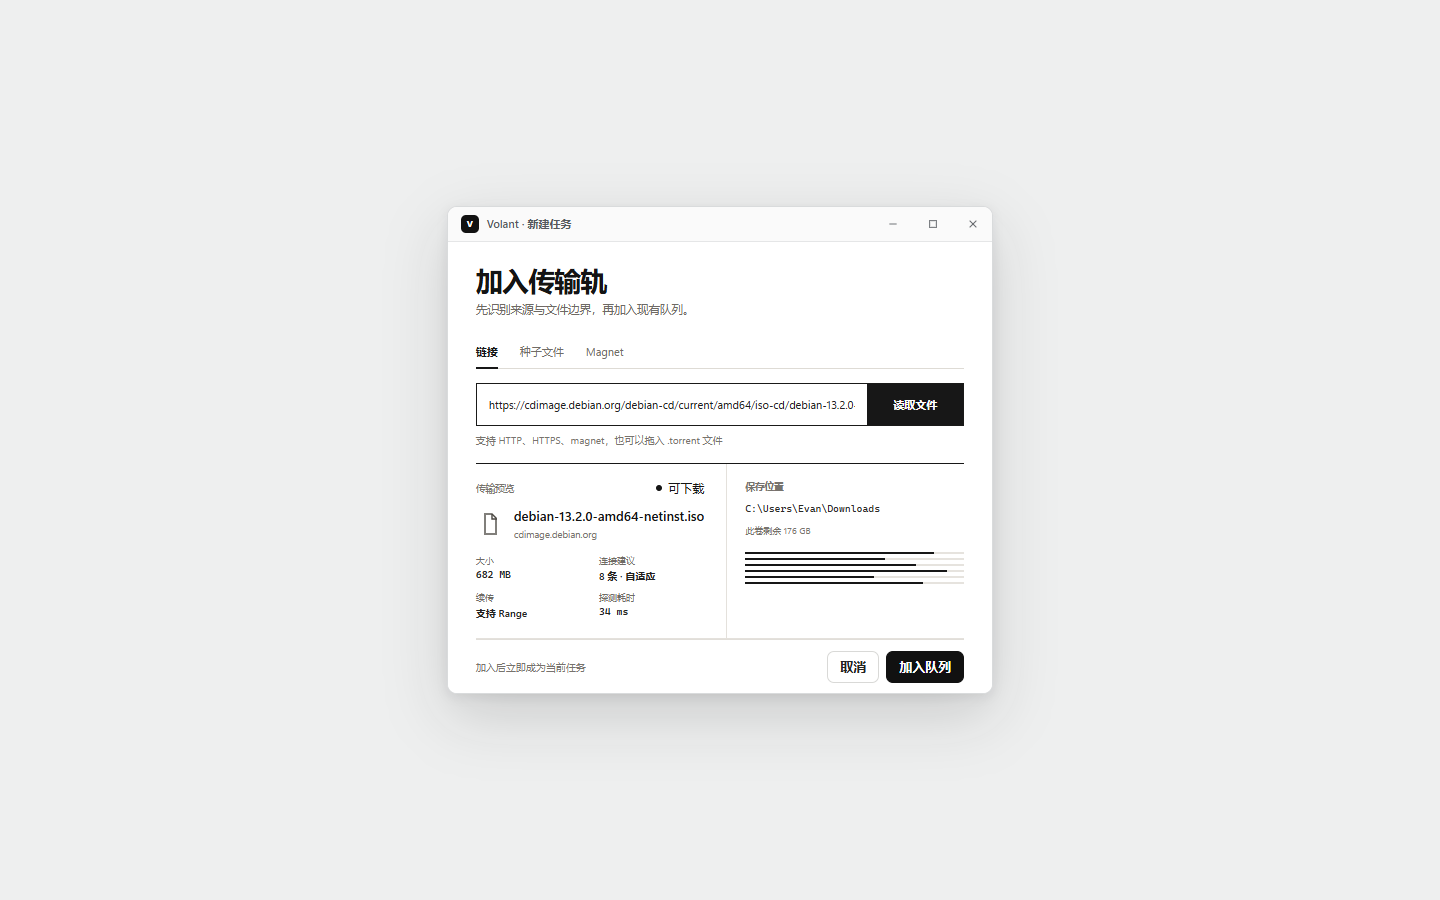 V Volant · 新建任务
加入传输轨
先识别来源与文件边界，再加入现有队列。
链接 种子文件 Magnet
https://cdimage.debian.org/debian-cd/current/amd64/iso-cd/debian-13.2.0-
读取文件
支持 HTTP、HTTPS、magnet，也可以拖入 .torrent 文件
传输预览
可下载
debian-13.2.0-amd64-netinst.iso
cdimage.debian.org
大小
682 MB
连接建议
8 条 · 自适应
续传
支持 Range
探测耗时
34 ms
保存位置
C:\Users\Evan\Downloads
此卷剩余 176 GB
加入后立即成为当前任务
取消
加入队列